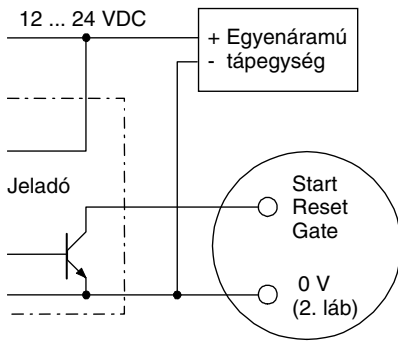 12 ... 24 VDC
+ Egyenáramú
- tápegység
Jeladó
Start
Reset
Gate
0 V
(2. láb)